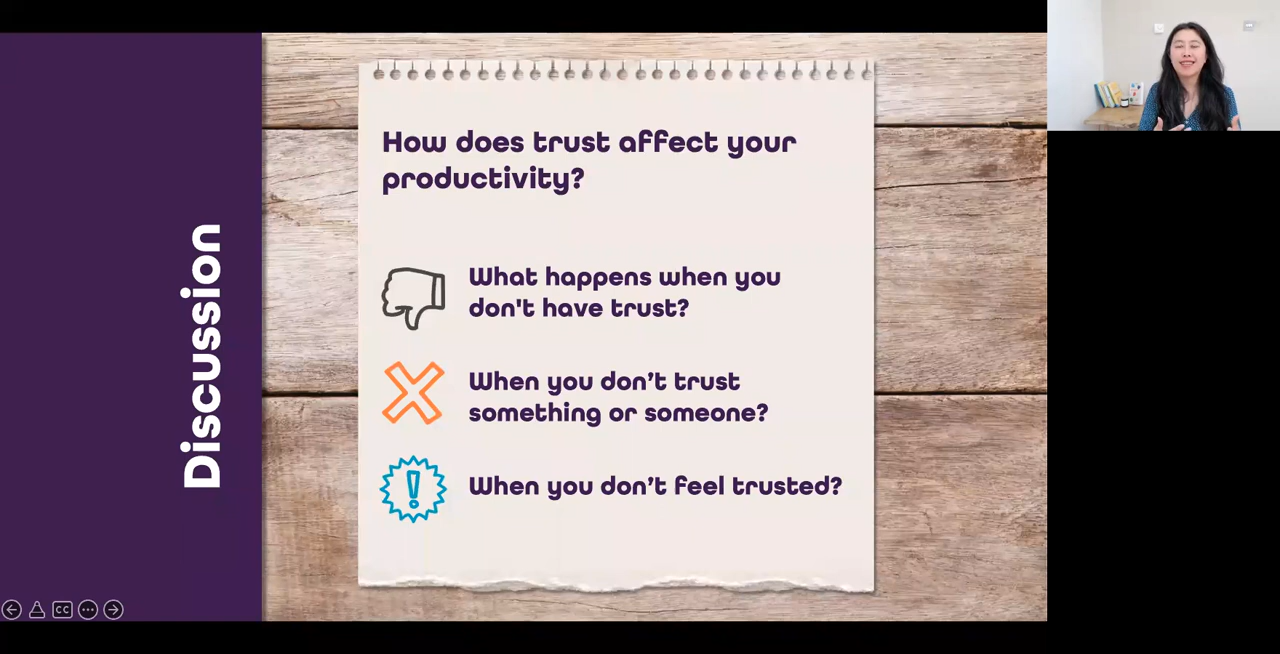 Discussion
How does trust affect your
productivity?
What happens when you
don't have trust?
When you don’t trust
something or someone?
When you don’t feel trusted?
CC